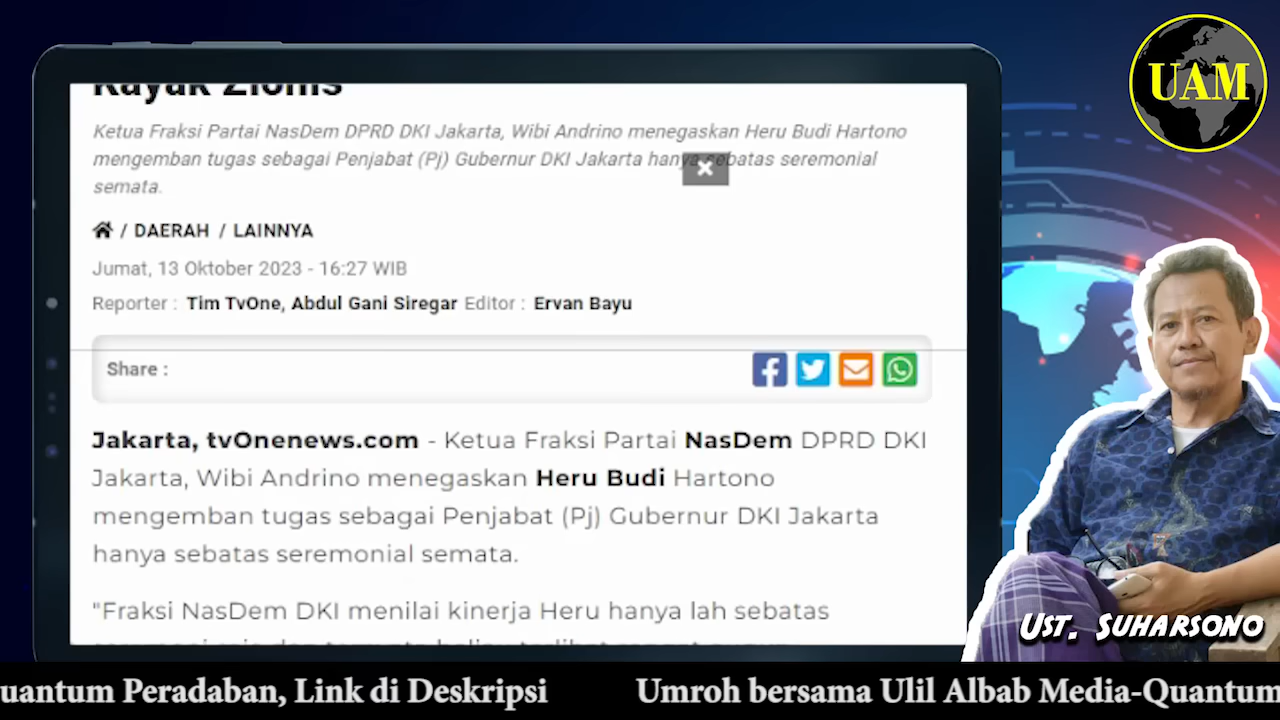 Kayak Zionis
UAM
Ketua Fraksi Partai NasDem DPRD DKI Jakarta, Wibi Andrino menegaskan Heru Budi Hartono
mengemban tugas sebagai Penjabat (Pj) Gubernur DKI Jakarta hanya sebatas seremonial
semata.
/ DAERAH / LAINNYA
Jumat, 13 Oktober 2023 - 16:27 WIB
Reporter : Tim TvOne, Abdul Gani Siregar Editor : Ervan Bayu
Share :
Jakarta, tvOnenews.com - Ketua Fraksi Partai NasDem DPRD DKI
Jakarta, Wibi Andrino menegaskan Heru Budi Hartono
mengemban tugas sebagai Penjabat (Pj) Gubernur DKI Jakarta
hanya sebatas seremonial semata.
"Fraksi NasDem DKI menilai kinerja Heru hanya lah sebatas
Ust. Suharsono
uantum Peradaban, Link di Deskripsi Umroh bersama Ulil Albab Media-Quantum